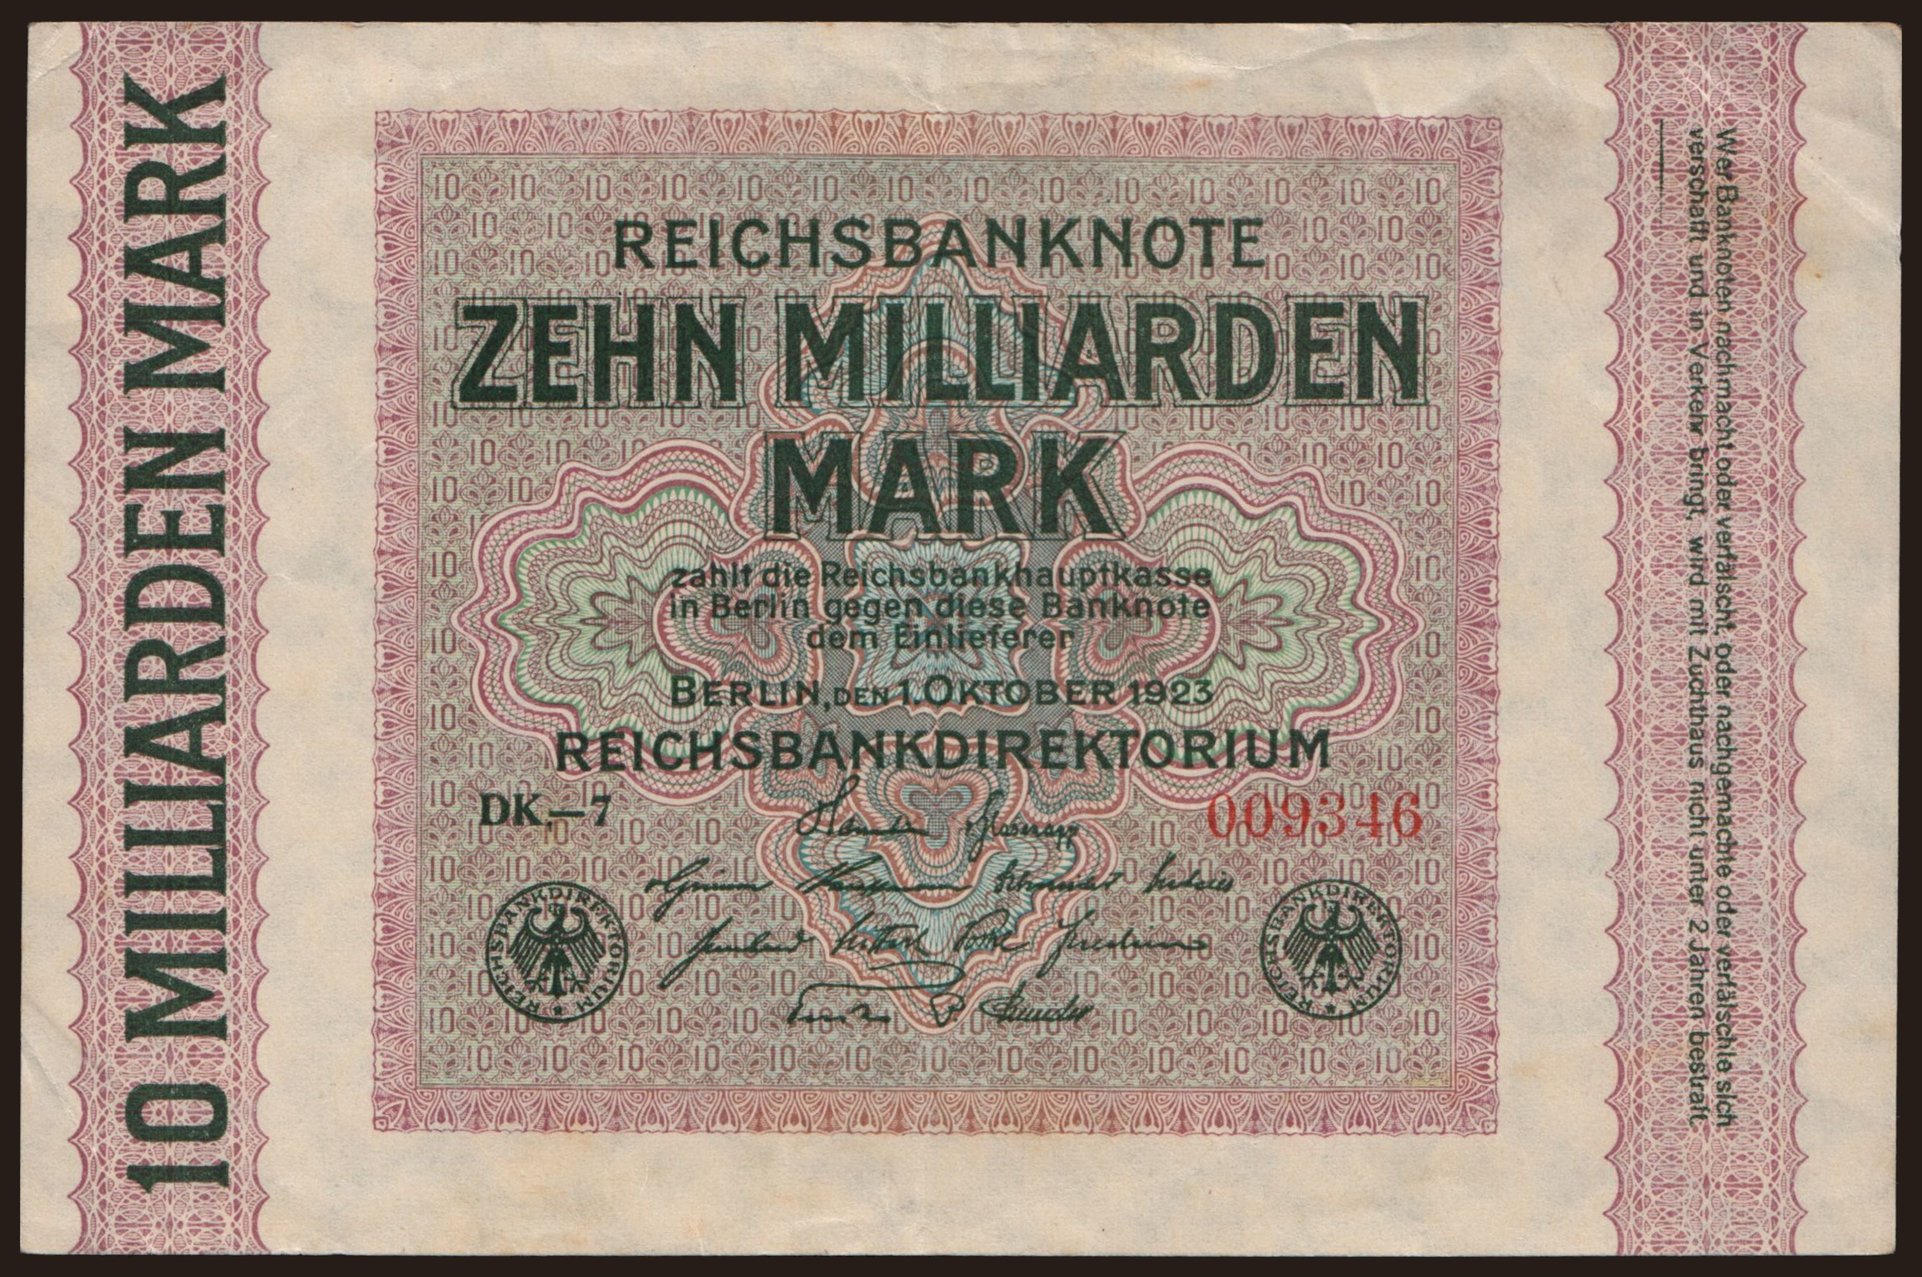 10 MILLIARDEN MARK
REICHSBANKNOTE
ZEHN MILLIARDEN
MARK
zahlt die Reichsbankhauptkasse
in Berlin gegen diese Banknote
dem Einlieferer
BERLIN, DEN 1. OKTOBER 1923
REICHSBANKDIREKTORIUM
DK.–7
009346
REICHSBANKDIREKTORIUM
REICHSBANKDIREKTORIUM
Wer Banknoten nachmacht oder verfälscht, oder nachgemachte oder verfälschte sich
verschafft und in Verkehr bringt, wird mit Zuchthaus nicht unter 2 Jahren bestraft